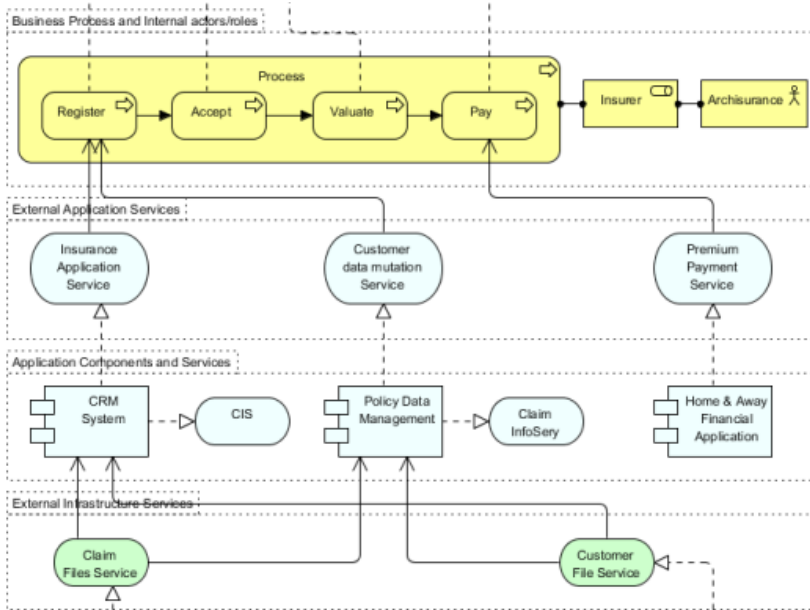 Business Process and Internal actors/roles
Process
Register
Accept
Valuate
Pay
Insurer
Archisurance
External Application Services
Insurance
Application
Service
Customer
data mutation
Service
Premium
Payment
Service
Application Components and Services
CRM
System
CIS
Policy Data
Management
Claim
InfoSery
Home & Away
Financial
Application
External Infrastructure Services
Claim
Files Service
Customer
File Service